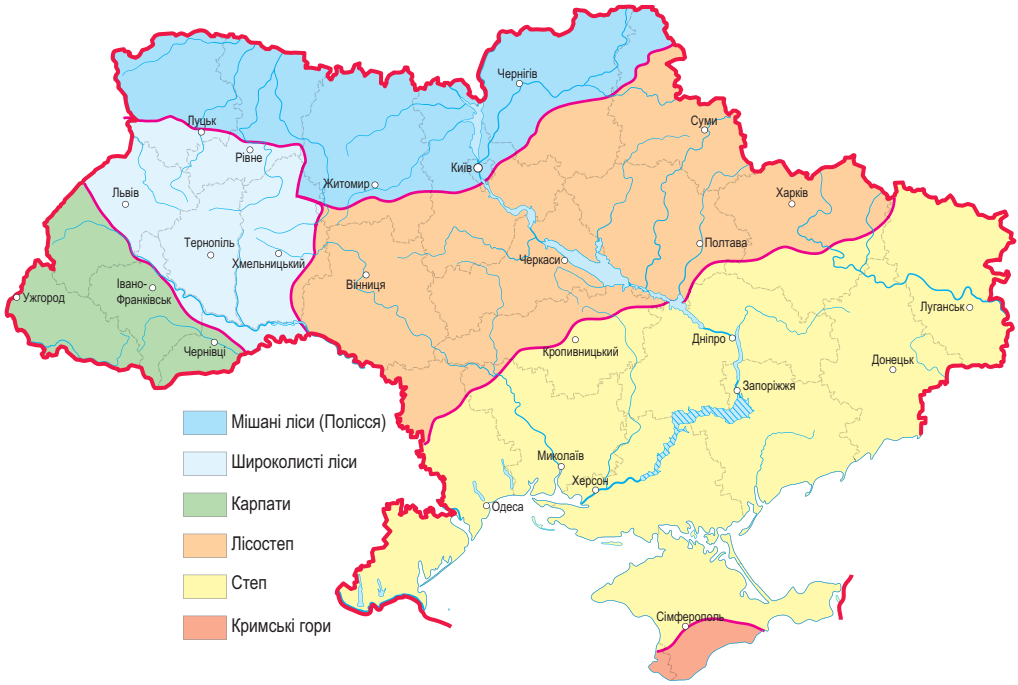 Чернігів
Луцьк
Суми
Рівне
Київ
Житомир
Львів
Харків
Тернопіль
Полтава
Хмельницький
Черкаси
Вінниця
Івано-
Франківськ
Ужгород
Луганськ
Дніпро
Чернівці
Кропивницький
Донецьк
Запоріжжя
Мішані ліси (Полісся)
Миколаїв
Широколисті ліси
Херсон
Карпати
Одеса
Лісостеп
Степ
Сімферополь
Кримські гори